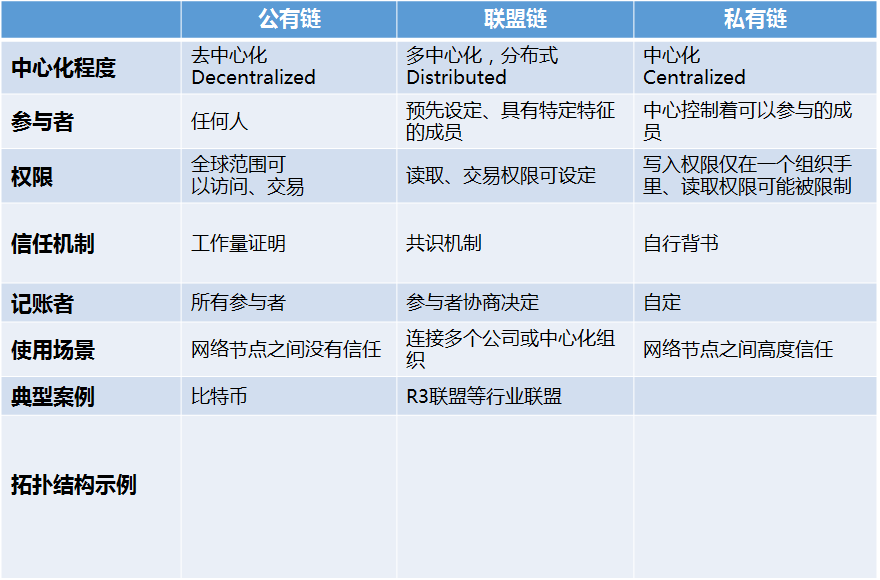 公有链
联盟链
私有链
中心化程度
去中心化
Decentralized
多中心化，分布式
Distributed
中心化
Centralized
参与者
任何人
预先设定、具有特定特征
的成员
中心控制着可以参与的成
员
权限
全球范围可
以访问、交易
读取、交易权限可设定
写入权限仅在一个组织手
里、读取权限可能被限制
信任机制
工作量证明
共识机制
自行背书
记账者
所有参与者
参与者协商决定
自定
使用场景
网络节点之间没有信任
连接多个公司或中心化组
织
网络节点之间高度信任
典型案例
比特币
R3联盟等行业联盟
拓扑结构示例